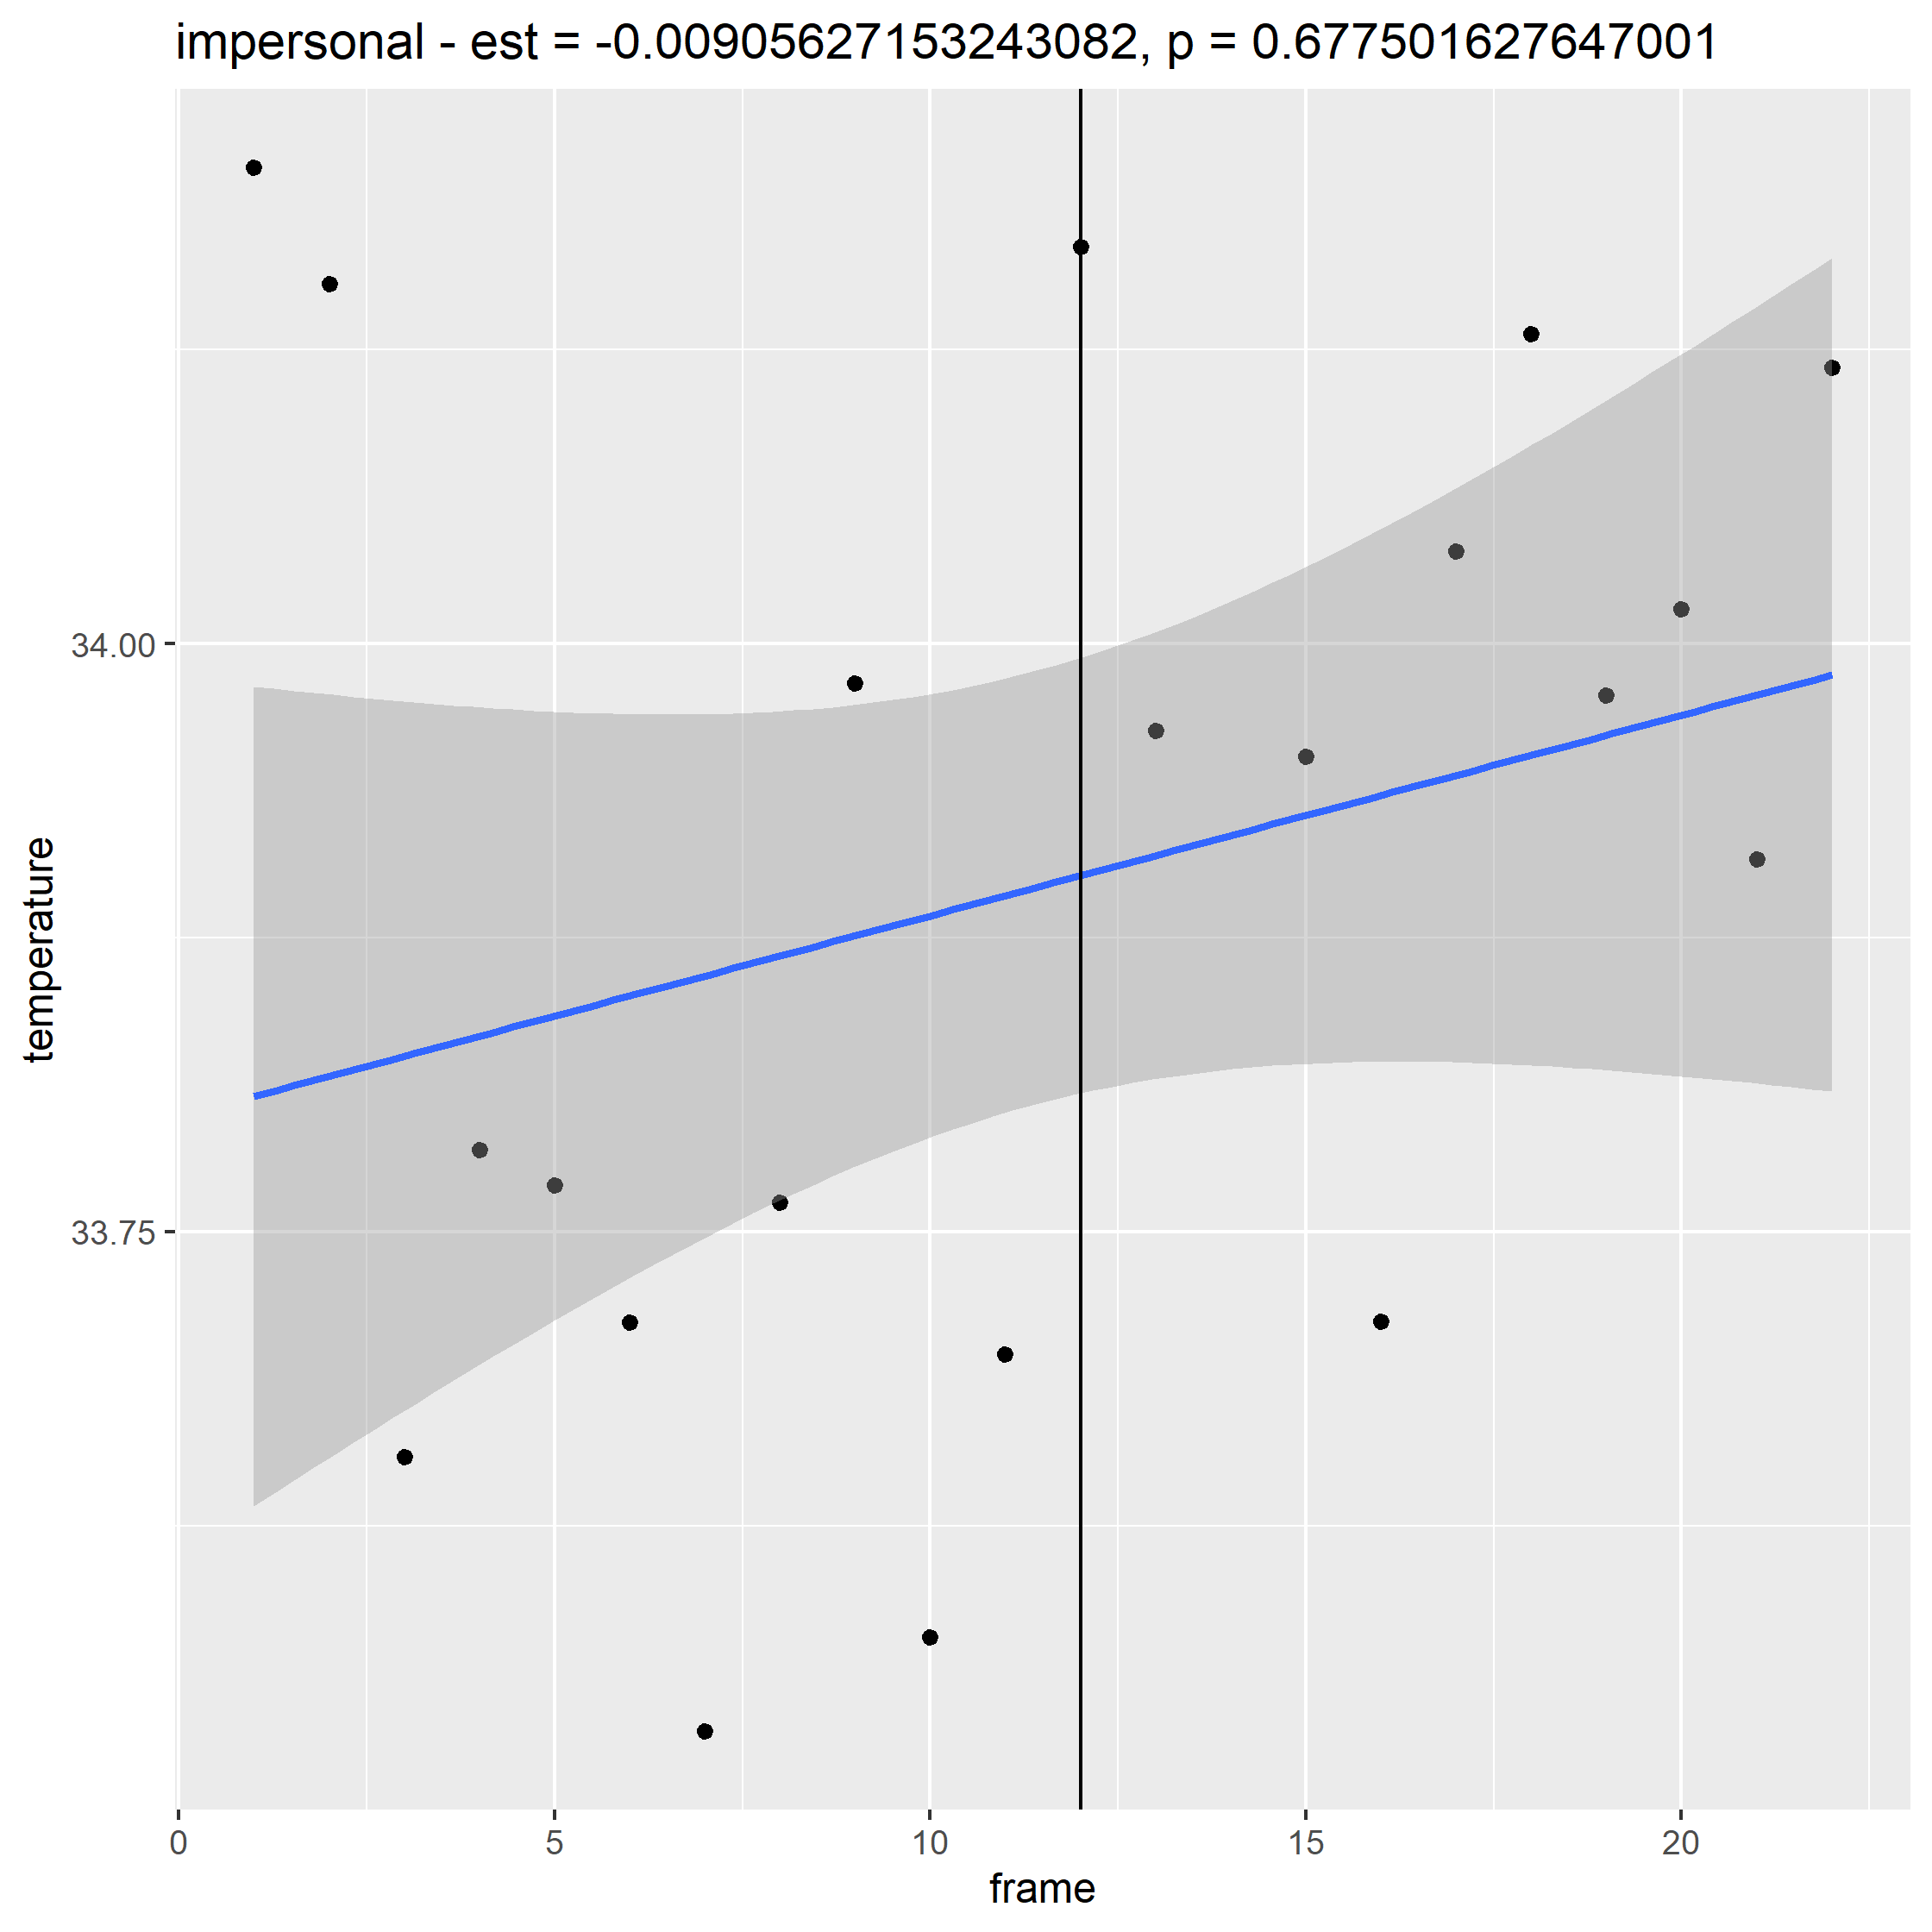 impersonal - est = -0.00905627153243082, p = 0.677501627647001
temperature
34.00
33.75
0 5 10 15 20
frame